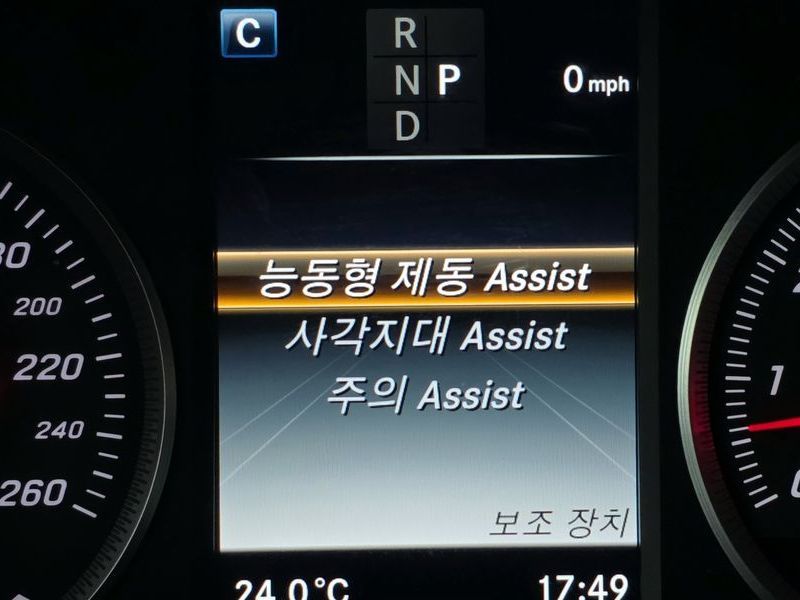 C
R
N P
D
0 mph
능동형 제동 Assist
사각지대 Assist
주의 Assist
보조 장치
24.0°C
17:49
200
220
240
260
1